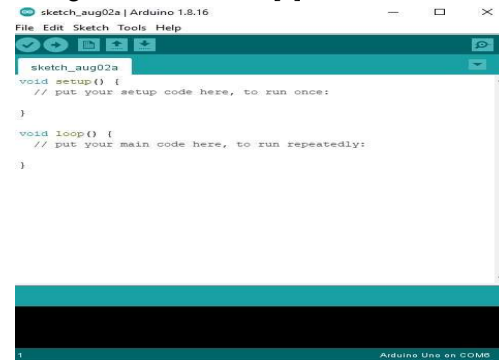 sketch_aug02a | Arduino 1.8.16
File Edit Sketch Tools Help
sketch_aug02a
void setup() {
// put your setup code here, to run once:
}
void loop() {
// put your main code here, to run repeatedly:
}
1
Arduino Uno on COM6